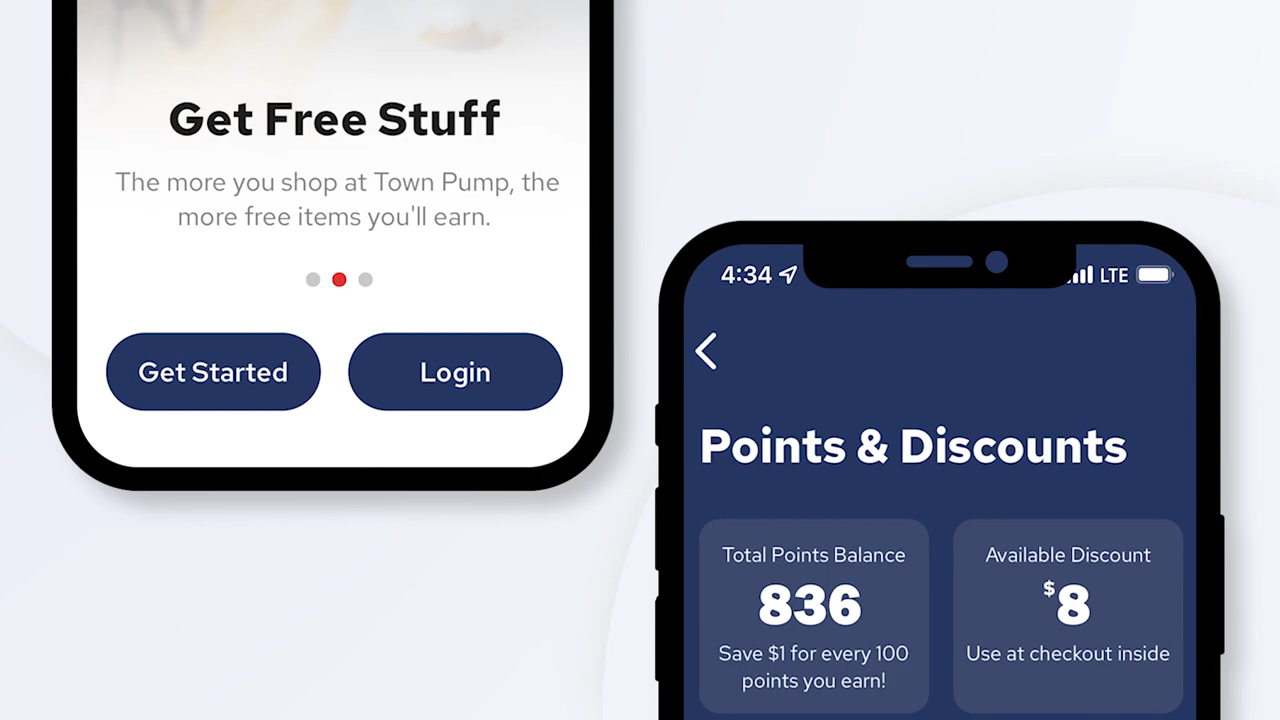 Get Free Stuff
The more you shop at Town Pump, the
more free items you'll earn.
Get Started
Login
4:34
LTE
Points & Discounts
Total Points Balance
836
Save $1 for every 100
points you earn!
Available Discount
$8
Use at checkout inside